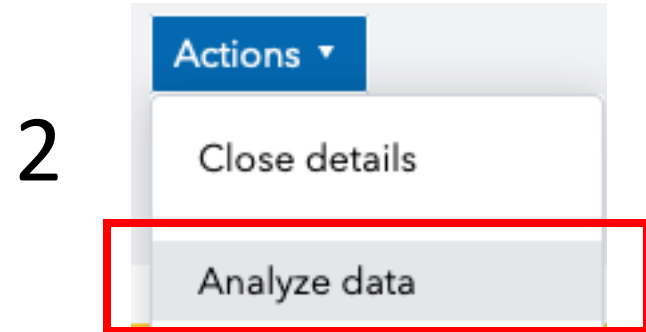 Actions ▼
2
Close details
Analyze data